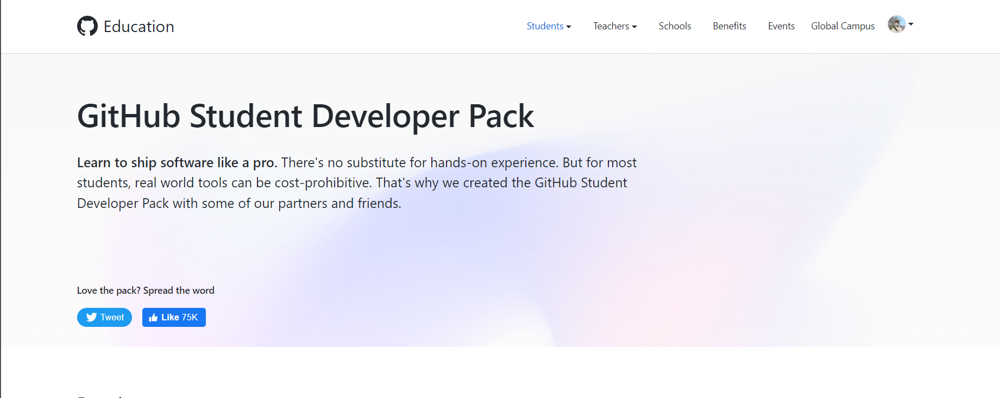 Education
Students
Teachers
Schools
Benefits
Events
Global Campus
GitHub Student Developer Pack
Learn to ship software like a pro. There's no substitute for hands-on experience. But for most
students, real world tools can be cost-prohibitive. That's why we created the GitHub Student
Developer Pack with some of our partners and friends.
Love the pack? Spread the word
Tweet
Like 75K